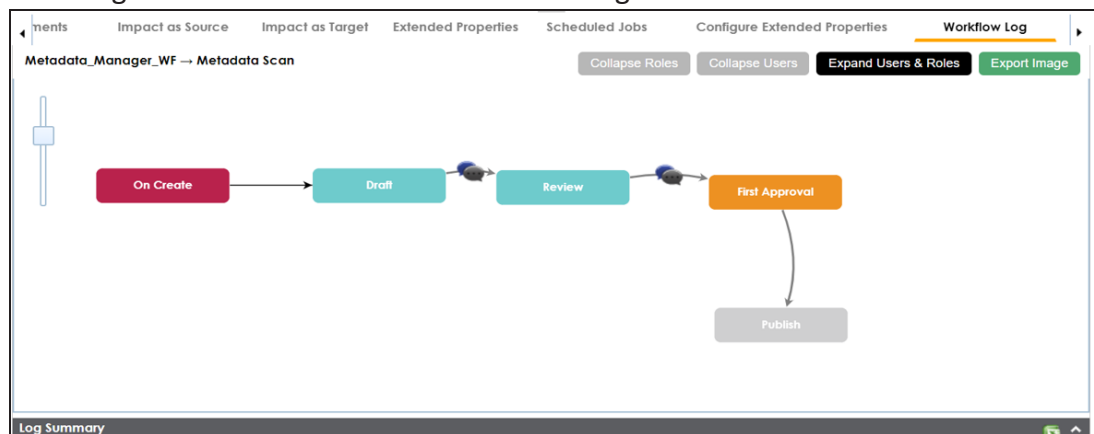 ments Impact as Source Impact as Target Extended Properties Scheduled Jobs Configure Extended Properties Workflow Log
Metadata_Manager_WF → Metadata Scan Collapse Roles Collapse Users Expand Users & Roles Export Image
On Create Draft Review First Approval
Publish
Log Summary